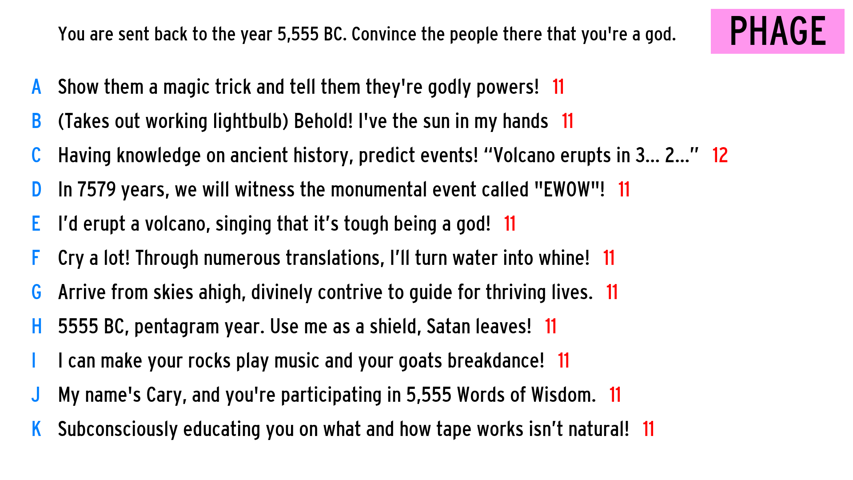 You are sent back to the year 5,555 BC. Convince the people there that you're a god.
PHAGE
A Show them a magic trick and tell them they're godly powers! 11
B (Takes out working lightbulb) Behold! I've the sun in my hands 11
C Having knowledge on ancient history, predict events! “Volcano erupts in 3... 2...” 12
D In 7579 years, we will witness the monumental event called "EWOW"! 11
E I’d erupt a volcano, singing that it’s tough being a god! 11
F Cry a lot! Through numerous translations, I’ll turn water into whine! 11
G Arrive from skies ahigh, divinely contrive to guide for thriving lives. 11
H 5555 BC, pentagram year. Use me as a shield, Satan leaves! 11
I I can make your rocks play music and your goats breakdance! 11
J My name's Cary, and you're participating in 5,555 Words of Wisdom. 11
K Subconsciously educating you on what and how tape works isn’t natural! 11